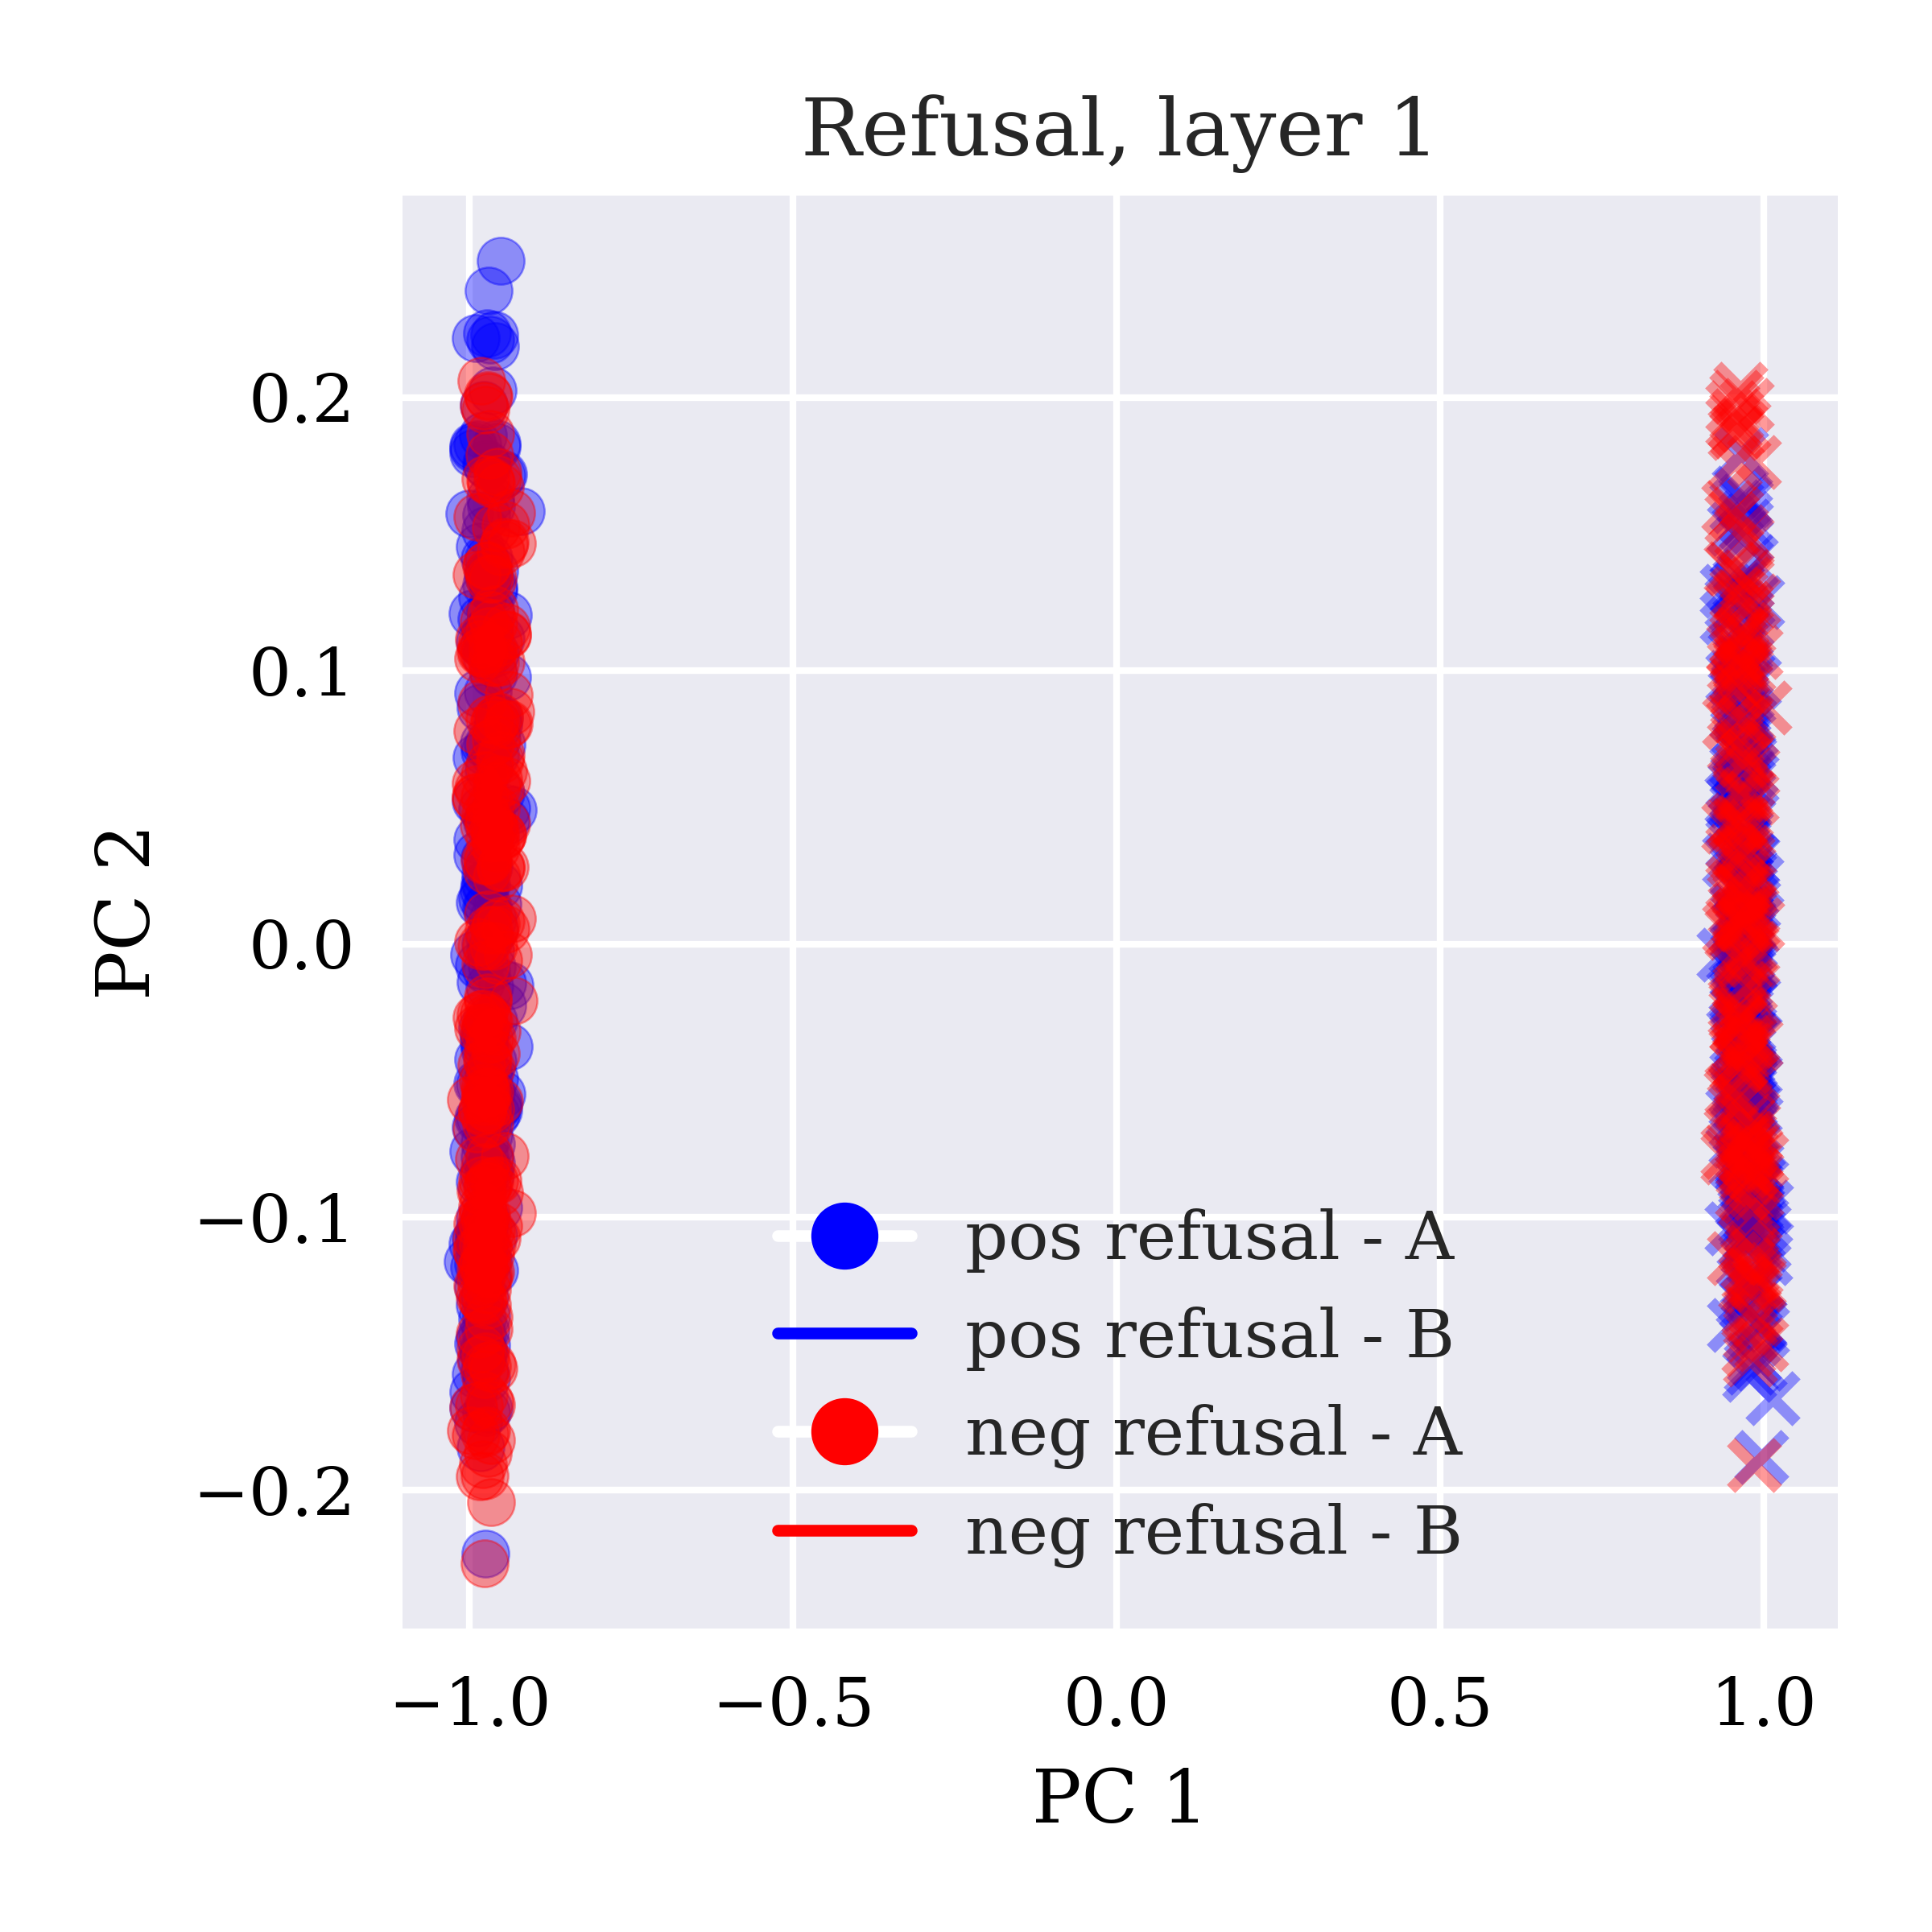 Refusal, layer 1
PC 2
0.2
0.1
0.0
−0.1
−0.2
pos refusal - A
pos refusal - B
neg refusal - A
neg refusal - B
−1.0 −0.5 0.0 0.5 1.0
PC 1